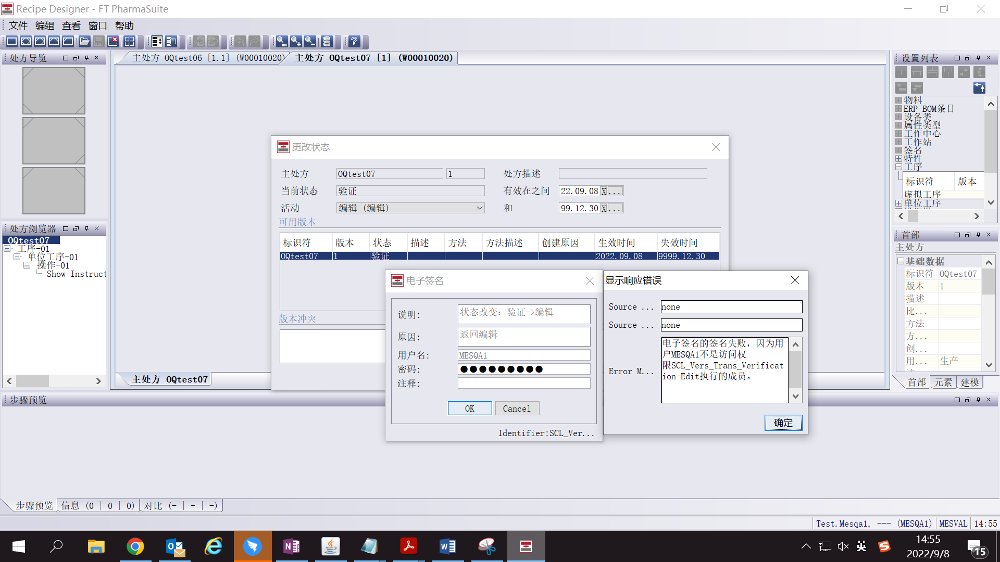 Recipe Designer - FT PharmaSuite
文件 编辑 查看 窗口 帮助
处方导览
主处方 OQtest06 [1.1] (W00010020)
主处方 OQtest07 [1] (W00010020)
设置列表
物料
ERP BOM条目
设备类
属性类型
工作中心
工作站
签名
特性
工序
标识符 版本
虚拟工序
单位工序
处方浏览器
OQtest07
工序-01
单位工序-01
操作-01
Show Instruct
更改状态
主处方 OQtest07 1 处方描述
当前状态 验证 有效在之间 22.09.08 X ...
活动 编辑 (编辑) 和 99.12.30 X ...
可用版本
标识符 版本 状态 描述 方法 方法描述 创建原因 生效时间 失效时间
OQtest07 1 验证 2022.09.08 9999.12.30
版本冲突
电子签名
说明: 状态改变: 验证->编辑
原因: 返回编辑
用户名: MESQA1
密码: ●●●●●●●●●
注释:
OK Cancel
Identifier:SCL_Ver...
显示响应错误
Source ... none
Source ... none
Error M...
电子签名的签名失败，因为用
户MESQA1不是访问权
限SCL_Vers_Trans_Verificat
ion-Edit执行的成员。
确定
首部
主处方
基础数据
标识符 OQtest07
版本 1
描述
比...
方法
方...
创...
用... 生产
首部 元素 建模
主处方 OQtest07
步骤预览
步骤预览 信息 (0 | 0 | 0) 对比 (- | - | -)
Test.Mesqa1, --- (MESQA1) MESVAL 14:55
英
14:55
2022/9/8
15